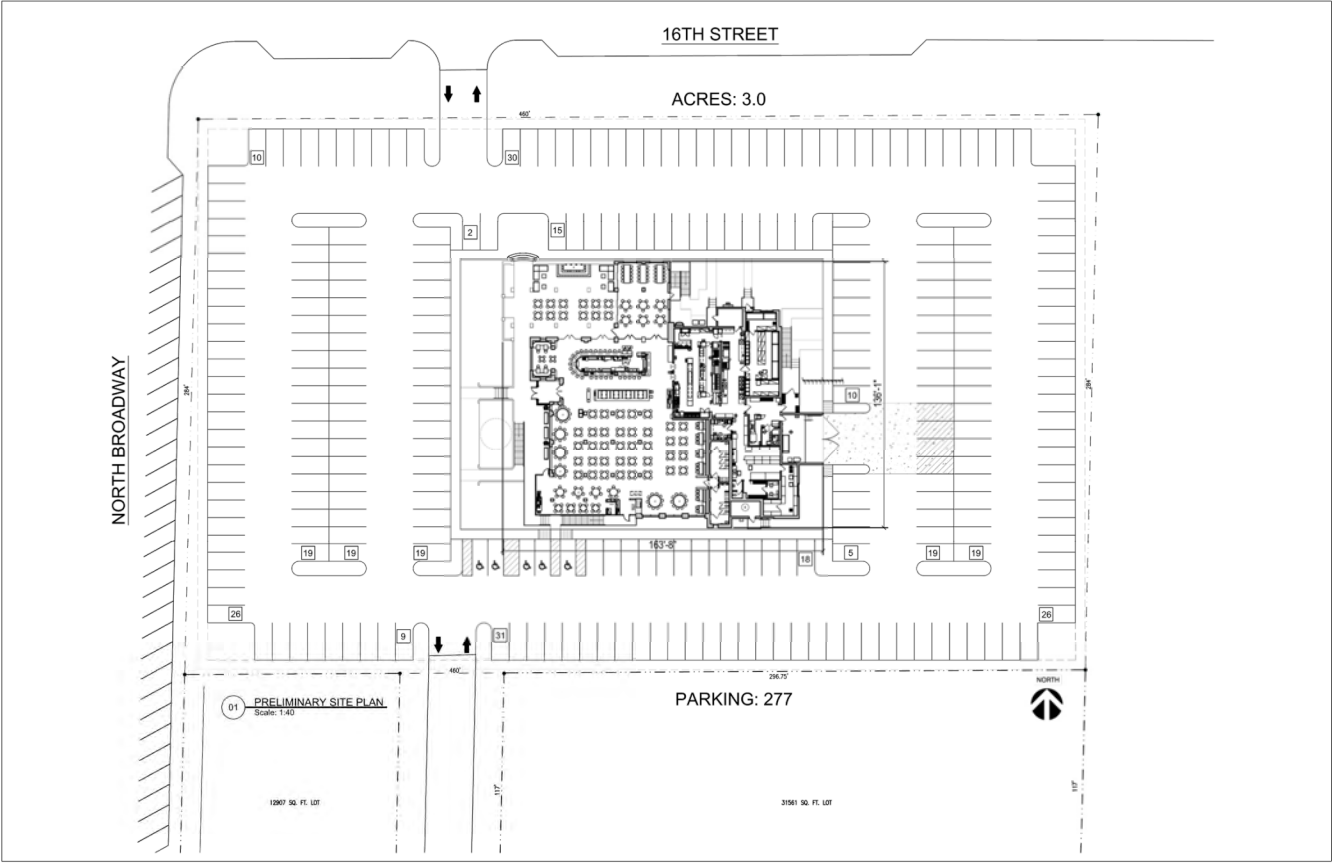 16TH STREET
ACRES: 3.0
460'
10
30
2
15
NORTH BROADWAY
284'
284'
10
136'-1"
163'-8"
19
19
19
18
5
19
19
26
26
9
31
460'
296.75'
NORTH
01
PRELIMINARY SITE PLAN
Scale: 1:40
PARKING: 277
117'
117'
12907 SQ. FT. LOT
31561 SQ. FT. LOT